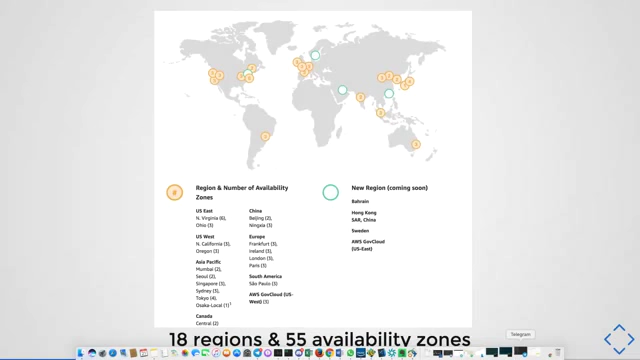 Region & Number of Availability
Zones
US East
N. Virginia (6),
Ohio (3)
US West
N. California (3),
Oregon (3)
Asia Pacific
Mumbai (2),
Seoul (2),
Singapore (3),
Sydney (3),
Tokyo (4),
Osaka-Local (1)¹
Canada
Central (2)
China
Beijing (2),
Ningxia (3)
Europe
Frankfurt (3),
Ireland (3),
London (3),
Paris (3)
South America
São Paulo (3)
AWS GovCloud (US-
West) (3)
New Region (coming soon)
Bahrain
Hong Kong
SAR, China
Sweden
AWS GovCloud
(US-East)
Telegram
18 regions & 55 availability zones